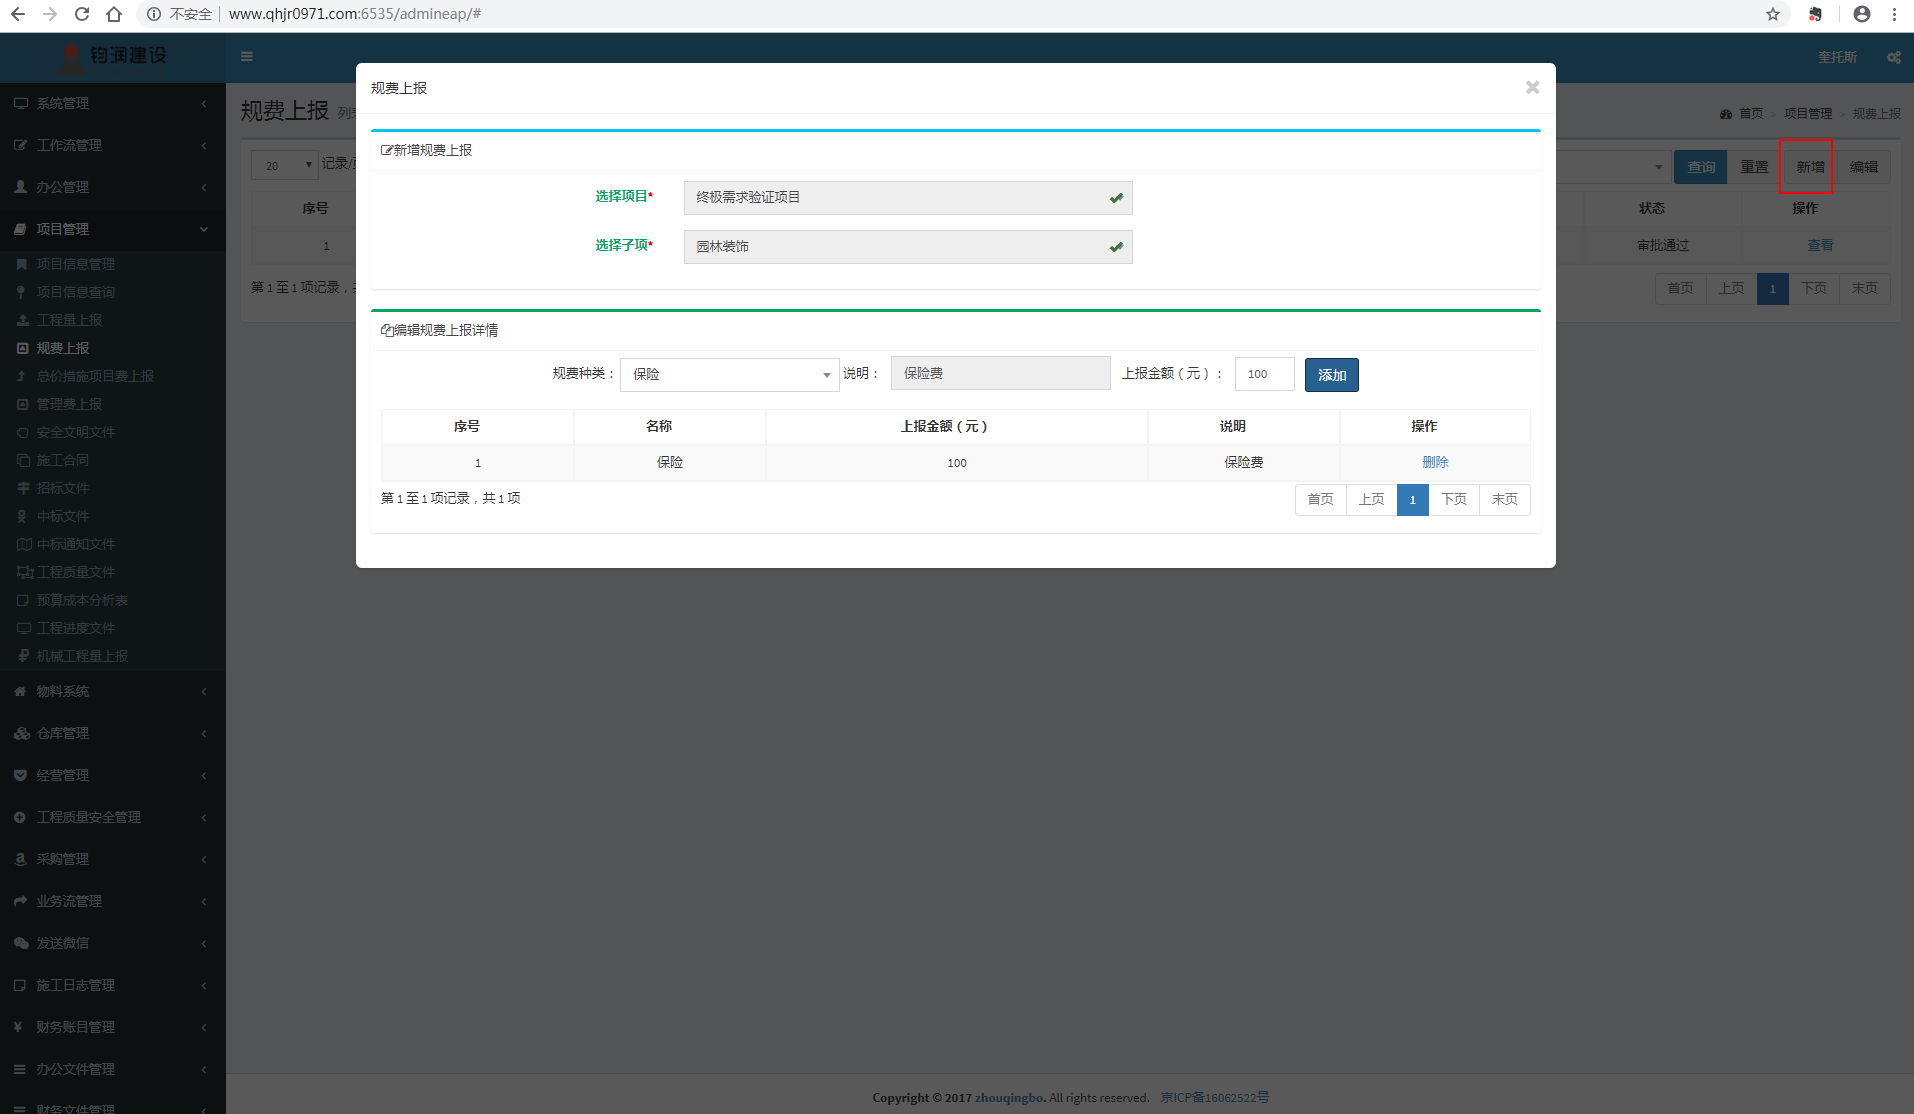 不安全 www.qhjr0971.com:6535/admineap/#
钧润建设
奎托斯
系统管理
工作流管理
办公管理
项目管理
项目信息管理
项目信息查询
工程量上报
规费上报
总价措施项目费上报
管理费上报
安全文明文件
施工合同
招标文件
中标文件
中标通知文件
工程质量文件
预算成本分析表
工程进度文件
机械工程量上报
物料系统
仓库管理
经营管理
工程质量安全管理
采购管理
业务流管理
发送微信
施工日志管理
财务账目管理
办公文件管理
财务文件管理
规费上报
首页 > 项目管理 > 规费上报
20 记录/
查询 重置 新增 编辑
序号 状态 操作
1 审批通过 查看
第 1 至 1 项记录，
首页 上页 1 下页 末页
规费上报
新增规费上报
选择项目* 终极需求验证项目
选择子项* 园林装饰
编辑规费上报详情
规费种类： 保险 说明： 保险费 上报金额（元）： 100 添加
序号 名称 上报金额（元） 说明 操作
1 保险 100 保险费 删除
第 1 至 1 项记录，共 1 项
首页 上页 1 下页 末页
Copyright © 2017 zhouqingbo. All rights reserved. 京ICP备16062522号